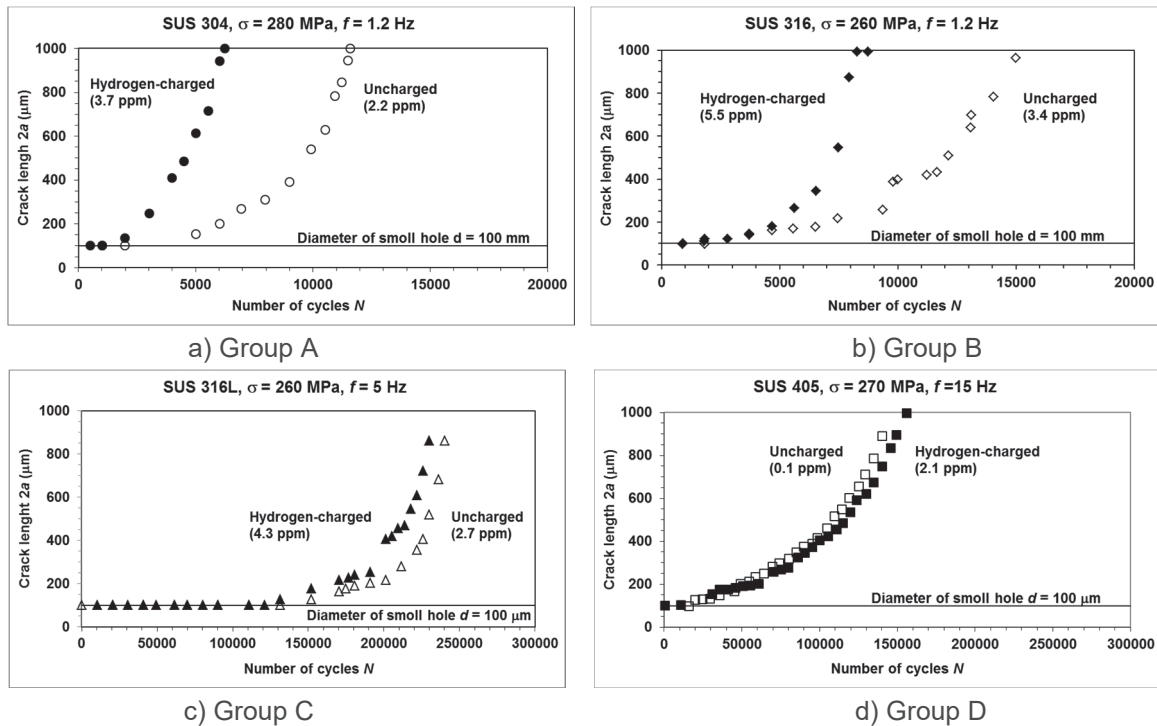 SUS 304, σ = 280 MPa, f = 1.2 Hz
Crack lengh 2a (μm)
1000
800
600
400
200
0
Hydrogen-charged
(3.7 ppm)
Uncharged
(2.2 ppm)
Diameter of smoll hole d = 100 mm
0 5000 10000 15000 20000
Number of cycles N
a) Group A
SUS 316, σ = 260 MPa, f = 1.2 Hz
Crack lengh 2a (μm)
1000
800
600
400
200
0
Hydrogen-charged
(5.5 ppm)
Uncharged
(3.4 ppm)
Diameter of smoll hole d = 100 mm
0 5000 10000 15000 20000
Number of cycles N
b) Group B
SUS 316L, σ = 260 MPa, f = 5 Hz
Crack lenght 2a (μm)
1000
800
600
400
200
0
Hydrogen-charged
(4.3 ppm)
Uncharged
(2.7 ppm)
Diameter of smoll hole d = 100 μm
0 50000 100000 150000 200000 250000 300000
Number of cycles N
c) Group C
SUS 405, σ = 270 MPa, f =15 Hz
Crack length 2a (μm)
1000
800
600
400
200
0
Uncharged
(0.1 ppm)
Hydrogen-charged
(2.1 ppm)
Diameter of smoll hole d = 100 μm
0 50000 100000 150000 200000 250000 300000
Number of cycles N
d) Group D